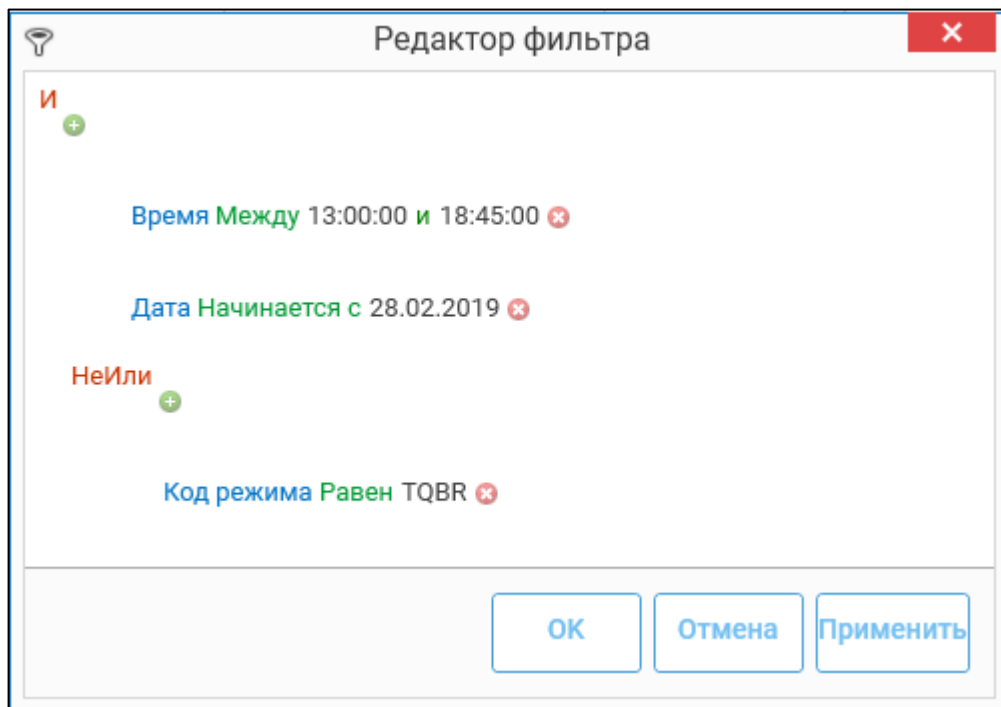 Редактор фильтра
И
Время Между 13:00:00 и 18:45:00
Дата Начинается с 28.02.2019
НеИли
Код режима Равен TQBR
OK Отмена Применить